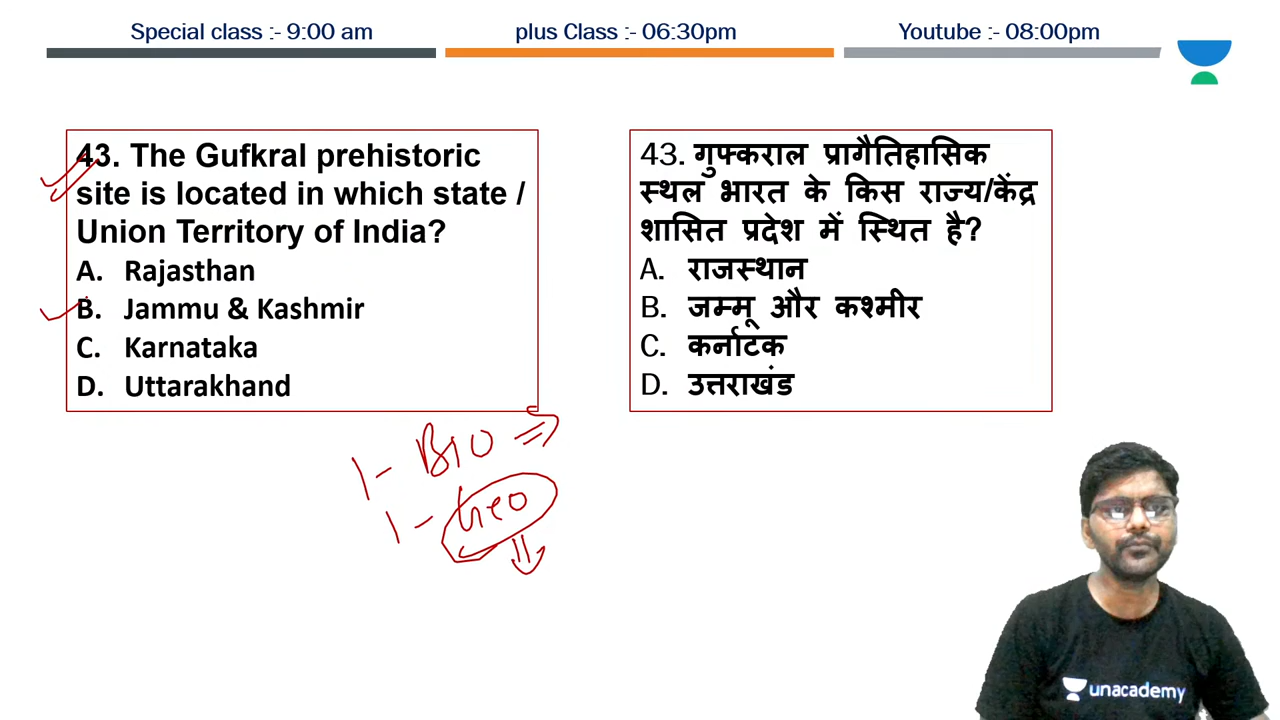 Special class :- 9:00 am
plus Class :- 06:30pm
Youtube :- 08:00pm
43. The Gufkral prehistoric
site is located in which state /
Union Territory of India?
A. Rajasthan
B. Jammu & Kashmir
C. Karnataka
D. Uttarakhand
43. गुफ्कराल प्रागैतिहासिक
स्थल भारत के किस राज्य/केंद्र
शासित प्रदेश में स्थित है?
A. राजस्थान
B. जम्मू और कश्मीर
C. कर्नाटक
D. उत्तराखंड
1 - BIO ⇒
1 - Geo
unacademy